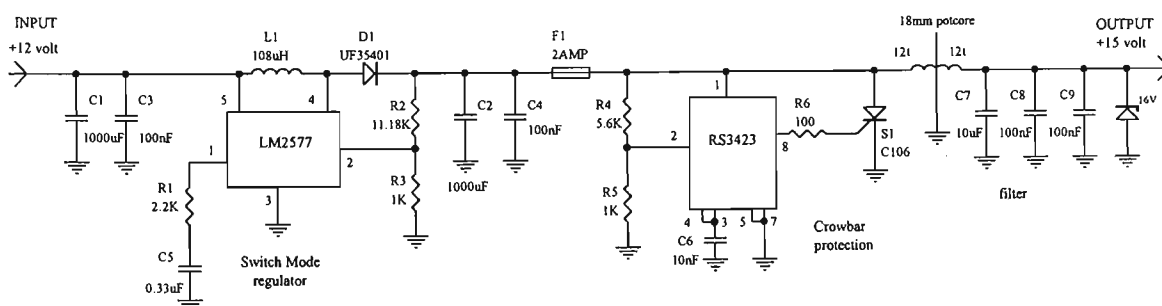 INPUT
+12 volt
L1
108uH
D1
UF35401
F1
2AMP
18mm potcore
12t
12t
OUTPUT
+15 volt
C1
1000uF
C3
100nF
5
4
LM2577
1
2
3
R1
2.2K
C5
0.33uF
Switch Mode
regulator
R2
11.18K
R3
1K
C2
1000uF
C4
100nF
R4
5.6K
R5
1K
1
2
RS3423
8
4
3
5
7
C6
10nF
R6
100
S1
C106
Crowbar
protection
C7
10uF
C8
100nF
C9
100nF
16V
filter